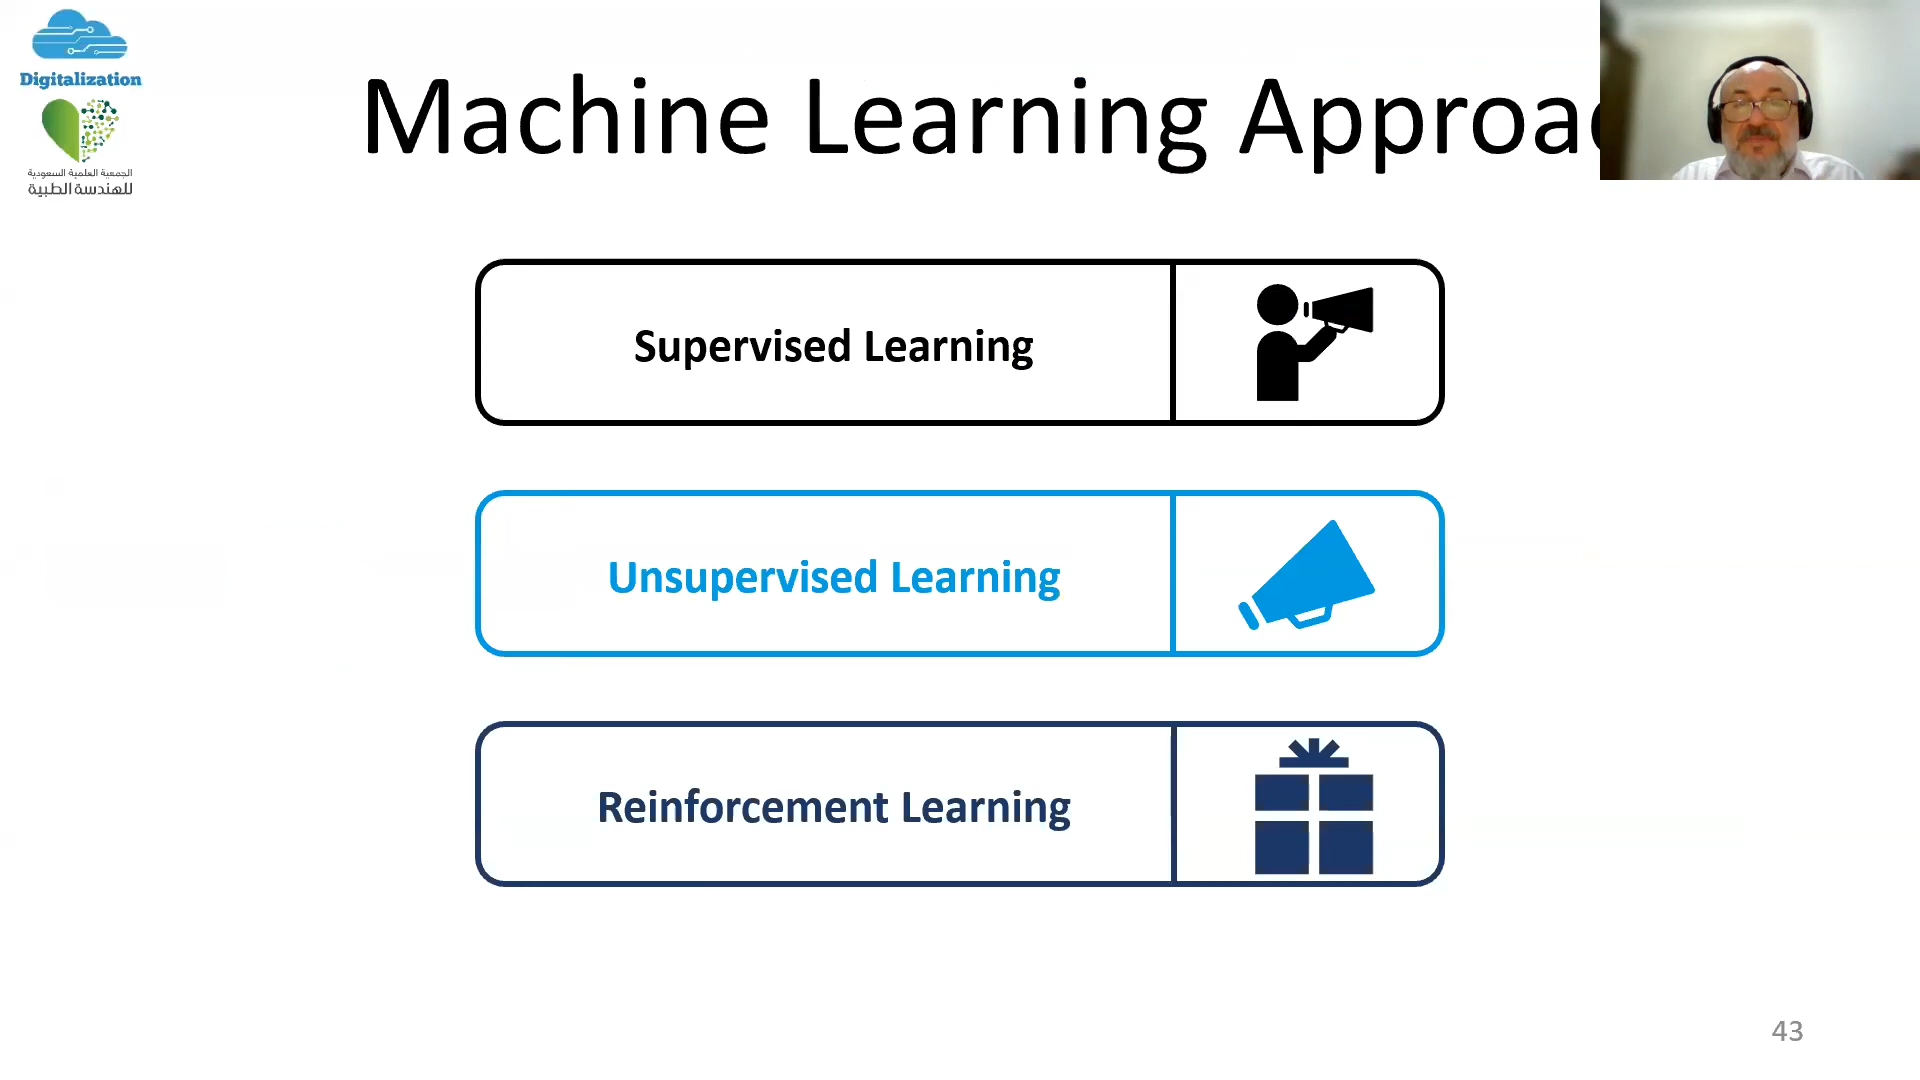 Digitalization
الجمعية العلمية السعودية
للهندسة الطبية
Machine Learning Approa
Supervised Learning
Unsupervised Learning
Reinforcement Learning
43